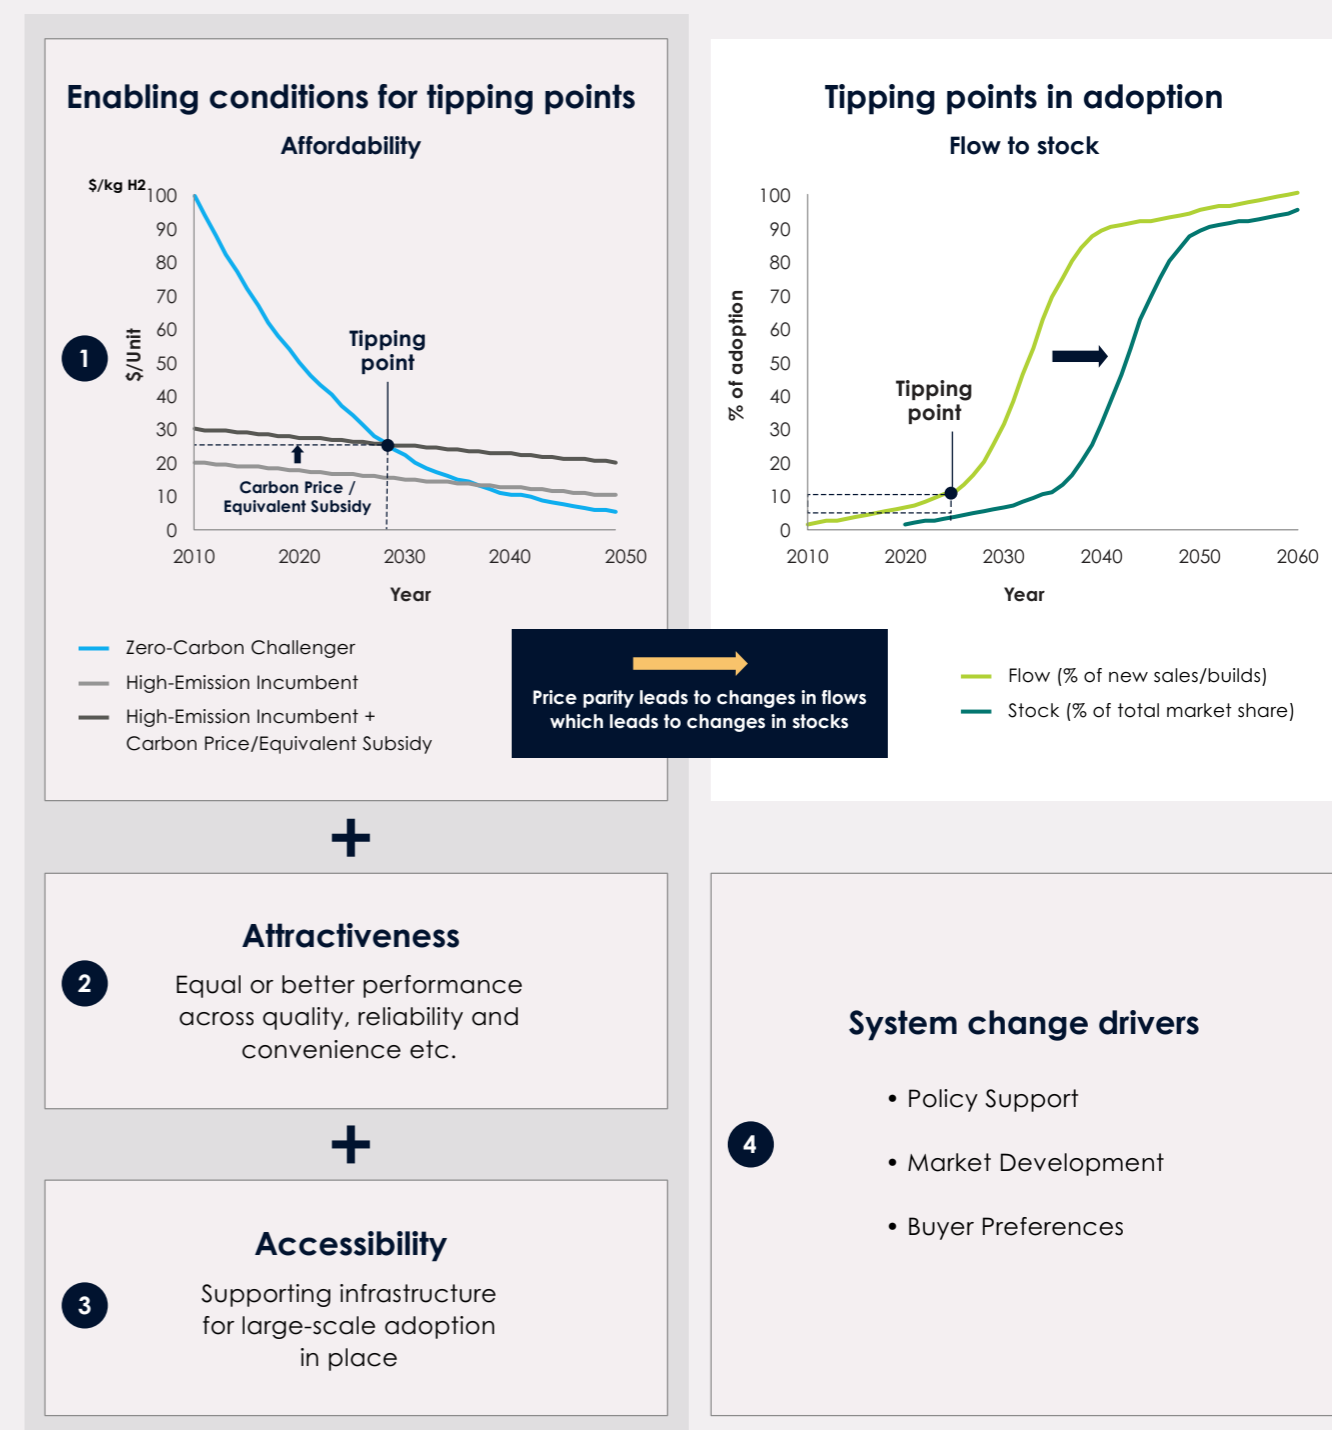 Enabling conditions for tipping points
Affordability
$/kg H2
$/Unit
100
90
80
70
60
50
40
30
20
10
0
Tipping
point
Carbon Price /
Equivalent Subsidy
2010 2020 2030 2040 2050
Year
1
Zero-Carbon Challenger
High-Emission Incumbent
High-Emission Incumbent +
Carbon Price/Equivalent Subsidy
Tipping points in adoption
Flow to stock
% of adoption
100
90
80
70
60
50
40
30
20
10
0
Tipping
point
2010 2020 2030 2040 2050 2060
Year
Flow (% of new sales/builds)
Stock (% of total market share)
Price parity leads to changes in flows
which leads to changes in stocks
+
2
Attractiveness
Equal or better performance
across quality, reliability and
convenience etc.
+
3
Accessibility
Supporting infrastructure
for large-scale adoption
in place
4
System change drivers
• Policy Support
• Market Development
• Buyer Preferences